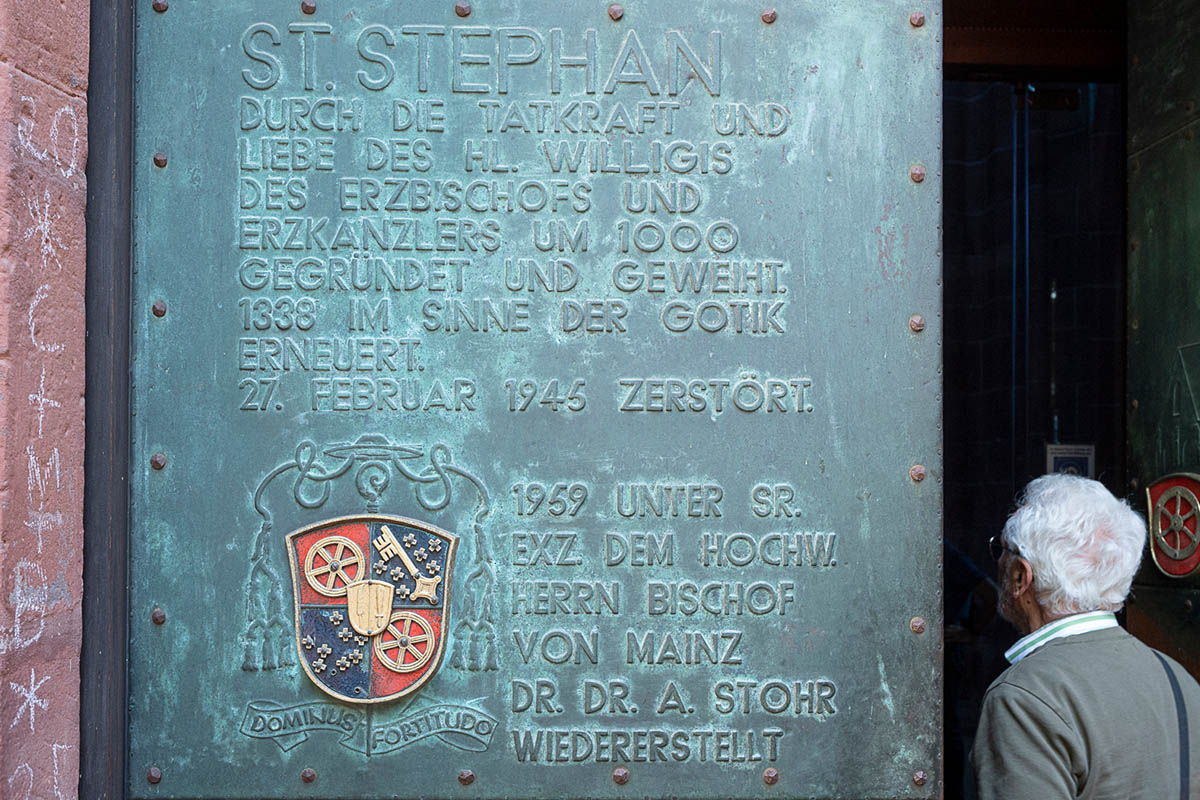 ST. STEPHAN
DURCH DIE TATKRAFT UND
LIEBE DES HL. WILLIGIS
DES ERZBISCHOFS UND
ERZKANZLERS UM 1000
GEGRÜNDET UND GEWEIHT.
1338 IM SINNE DER GOTIK
ERNEUERT.
27. FEBRUAR 1945 ZERSTÖRT.
1959 UNTER SR.
EXZ. DEM HOCHW.
HERRN BISCHOF
VON MAINZ
DR. DR. A. STOHR
WIEDERERSTELLT
DOMINUS FORTITUDO
20
*
C
+
M
+
B
*